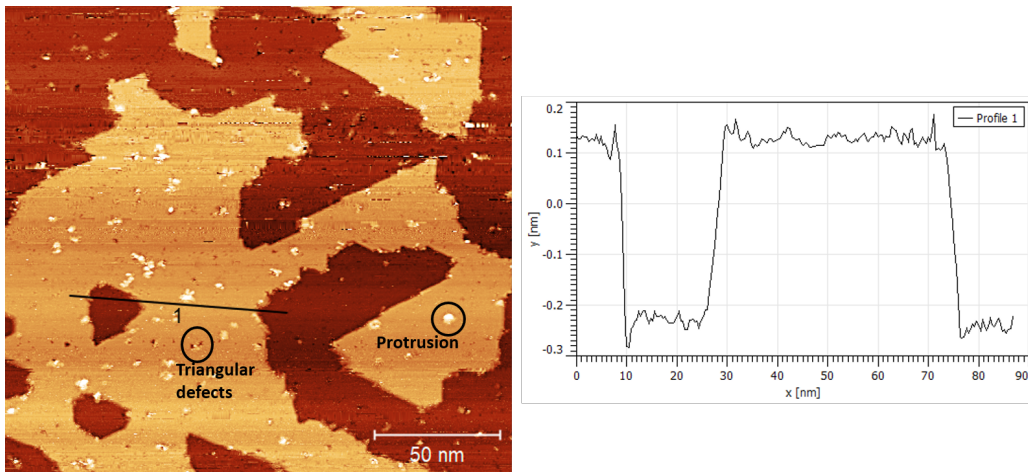 1
Triangular
defects
Protrusion
50 nm
Profile 1
0.2
0.1
0.0
-0.1
-0.2
-0.3
y [nm]
0 10 20 30 40 50 60 70 80 90
x [nm]